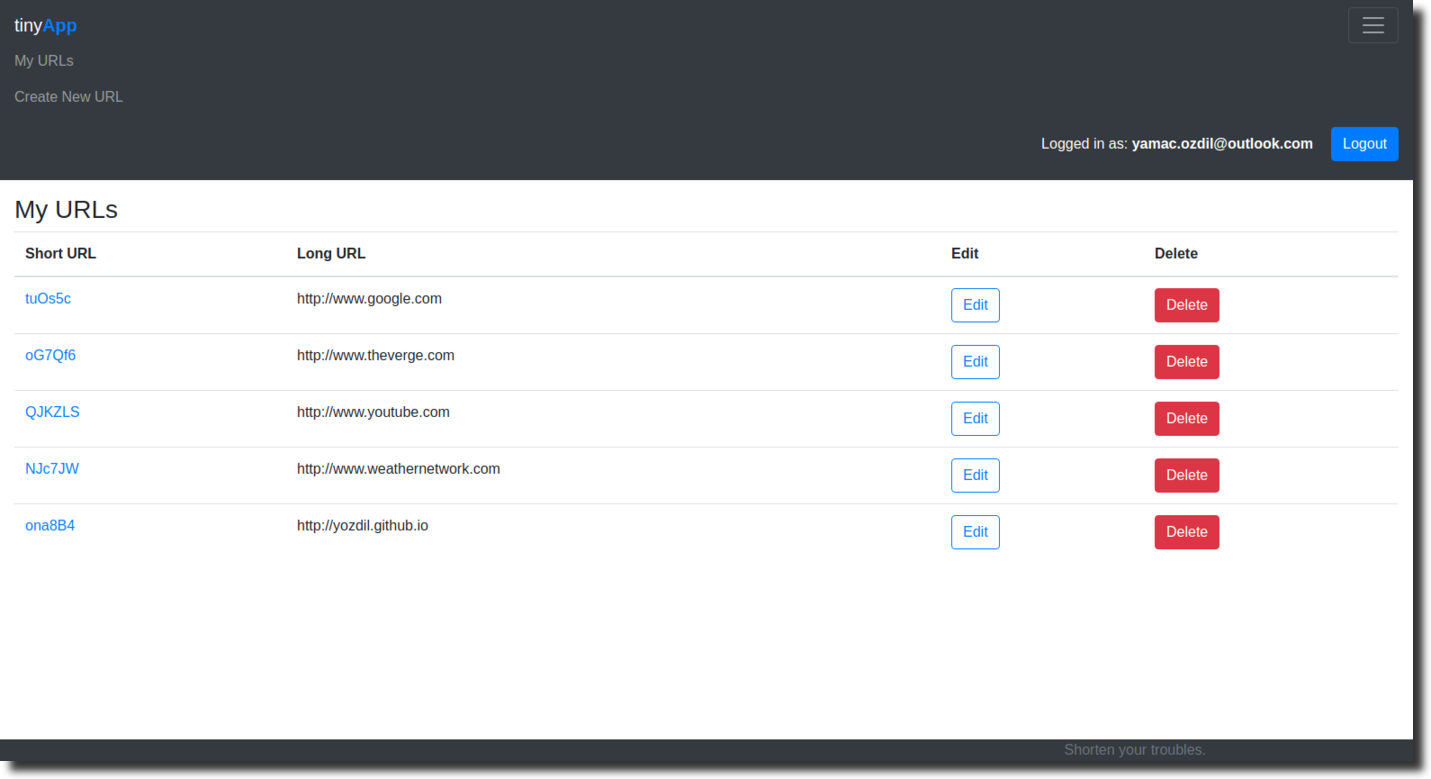 tinyApp
My URLs
Create New URL
Logged in as: yamac.ozdil@outlook.com Logout
My URLs
Short URL Long URL Edit Delete
tuOs5c http://www.google.com Edit Delete
oG7Qf6 http://www.theverge.com Edit Delete
QJKZLS http://www.youtube.com Edit Delete
NJc7JW http://www.weathernetwork.com Edit Delete
ona8B4 http://yozdil.github.io Edit Delete
Shorten your troubles.